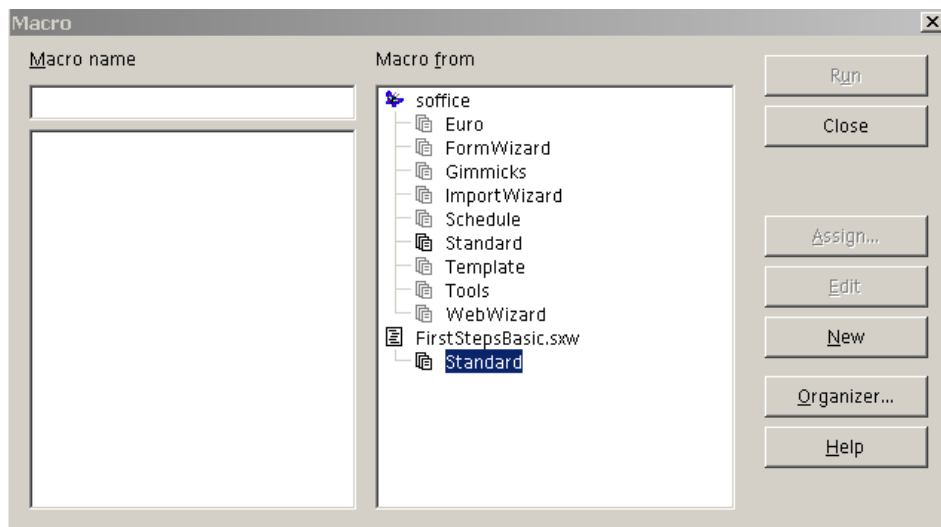 Macro
Macro name
Macro from
soffice
Euro
FormWizard
Gimmicks
ImportWizard
Schedule
Standard
Template
Tools
WebWizard
FirstStepsBasic.sxw
Standard
Run
Close
Assign...
Edit
New
Organizer...
Help